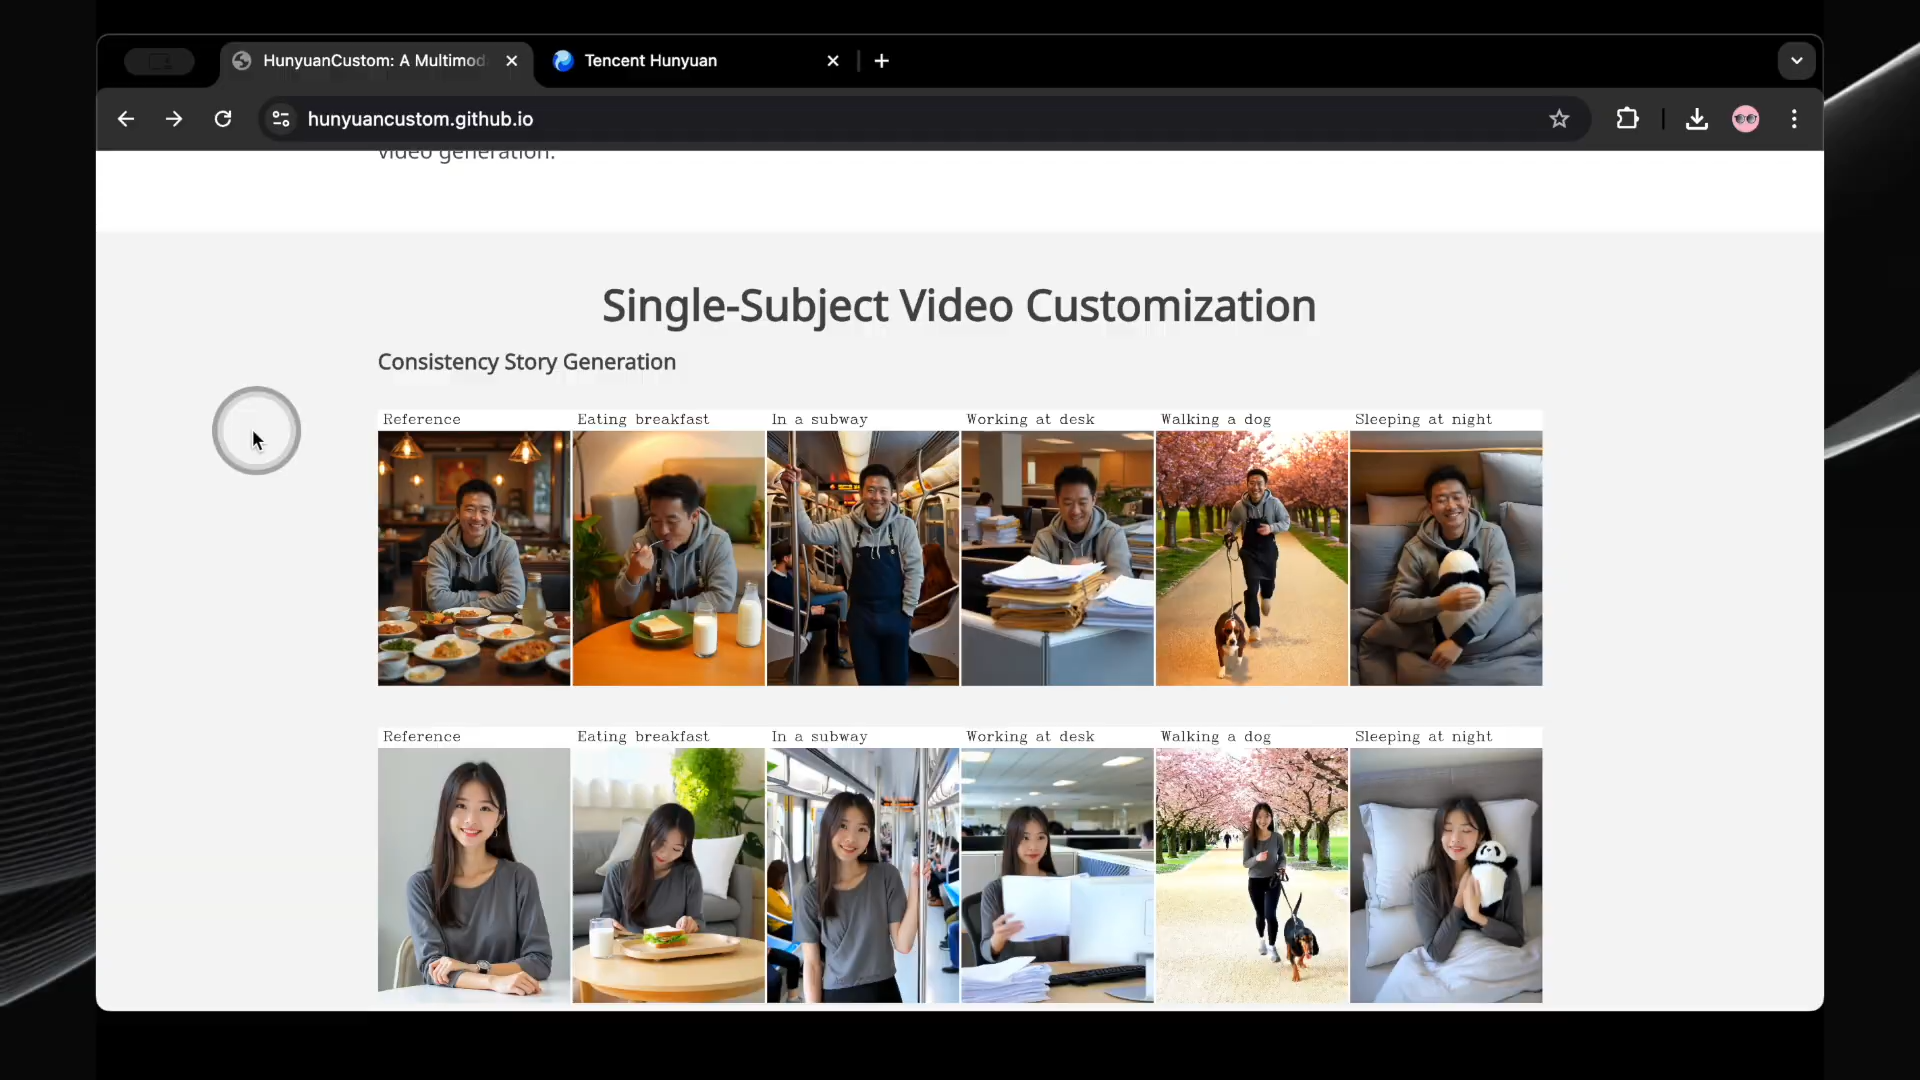 HunyuanCustom: A Multimod
Tencent Hunyuan
hunyuancustom.github.io
video generation.
Single-Subject Video Customization
Consistency Story Generation
Reference Eating breakfast In a subway Working at desk Walking a dog Sleeping at night
Reference Eating breakfast In a subway Working at desk Walking a dog Sleeping at night